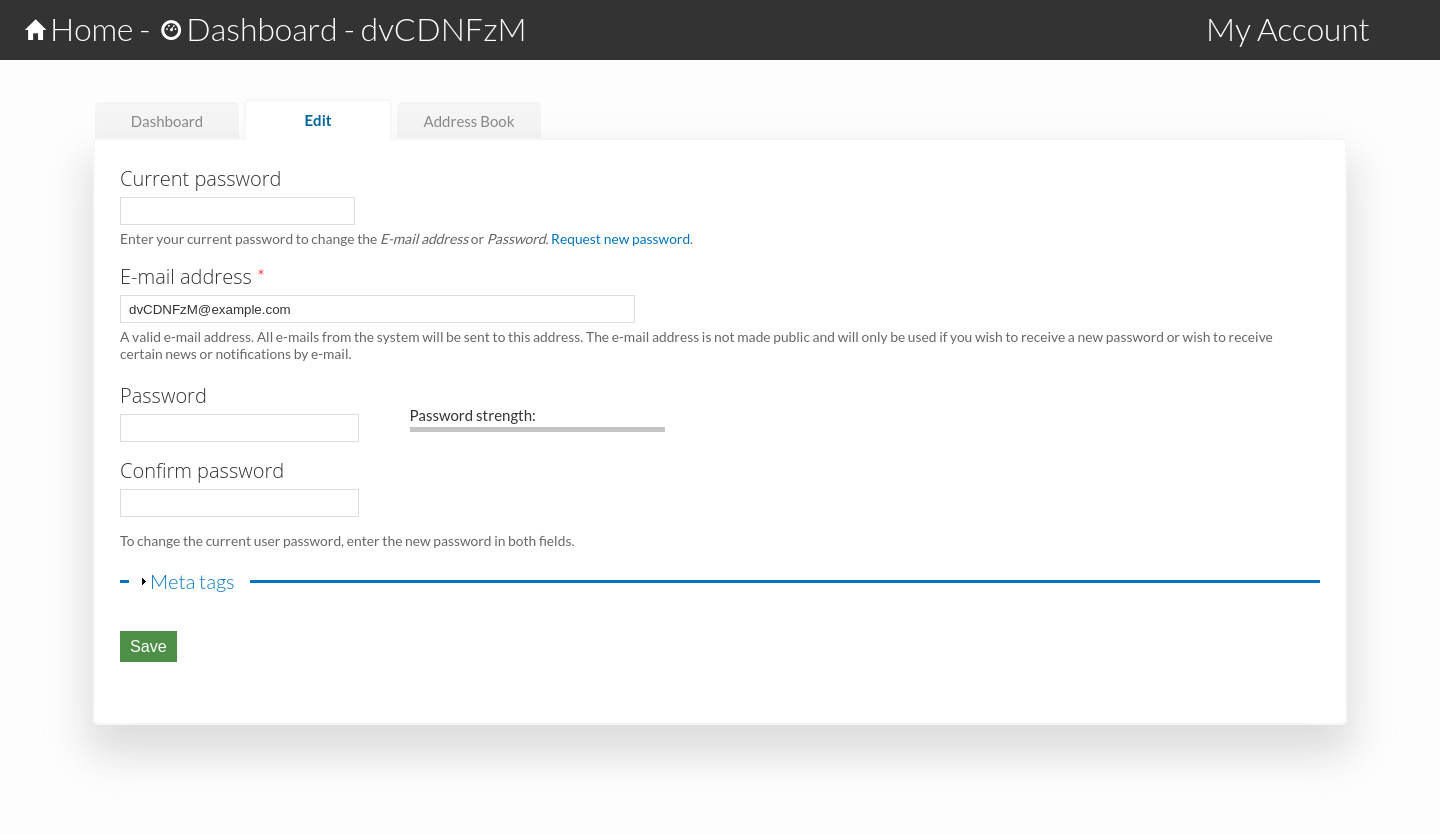 Home - Dashboard - dvCDNFzM
My Account
Dashboard
Edit
Address Book
Current password
Enter your current password to change the E-mail address or Password. Request new password.
E-mail address *
dvCDNFzM@example.com
A valid e-mail address. All e-mails from the system will be sent to this address. The e-mail address is not made public and will only be used if you wish to receive a new password or wish to receive
certain news or notifications by e-mail.
Password
Password strength:
Confirm password
To change the current user password, enter the new password in both fields.
Meta tags
Save